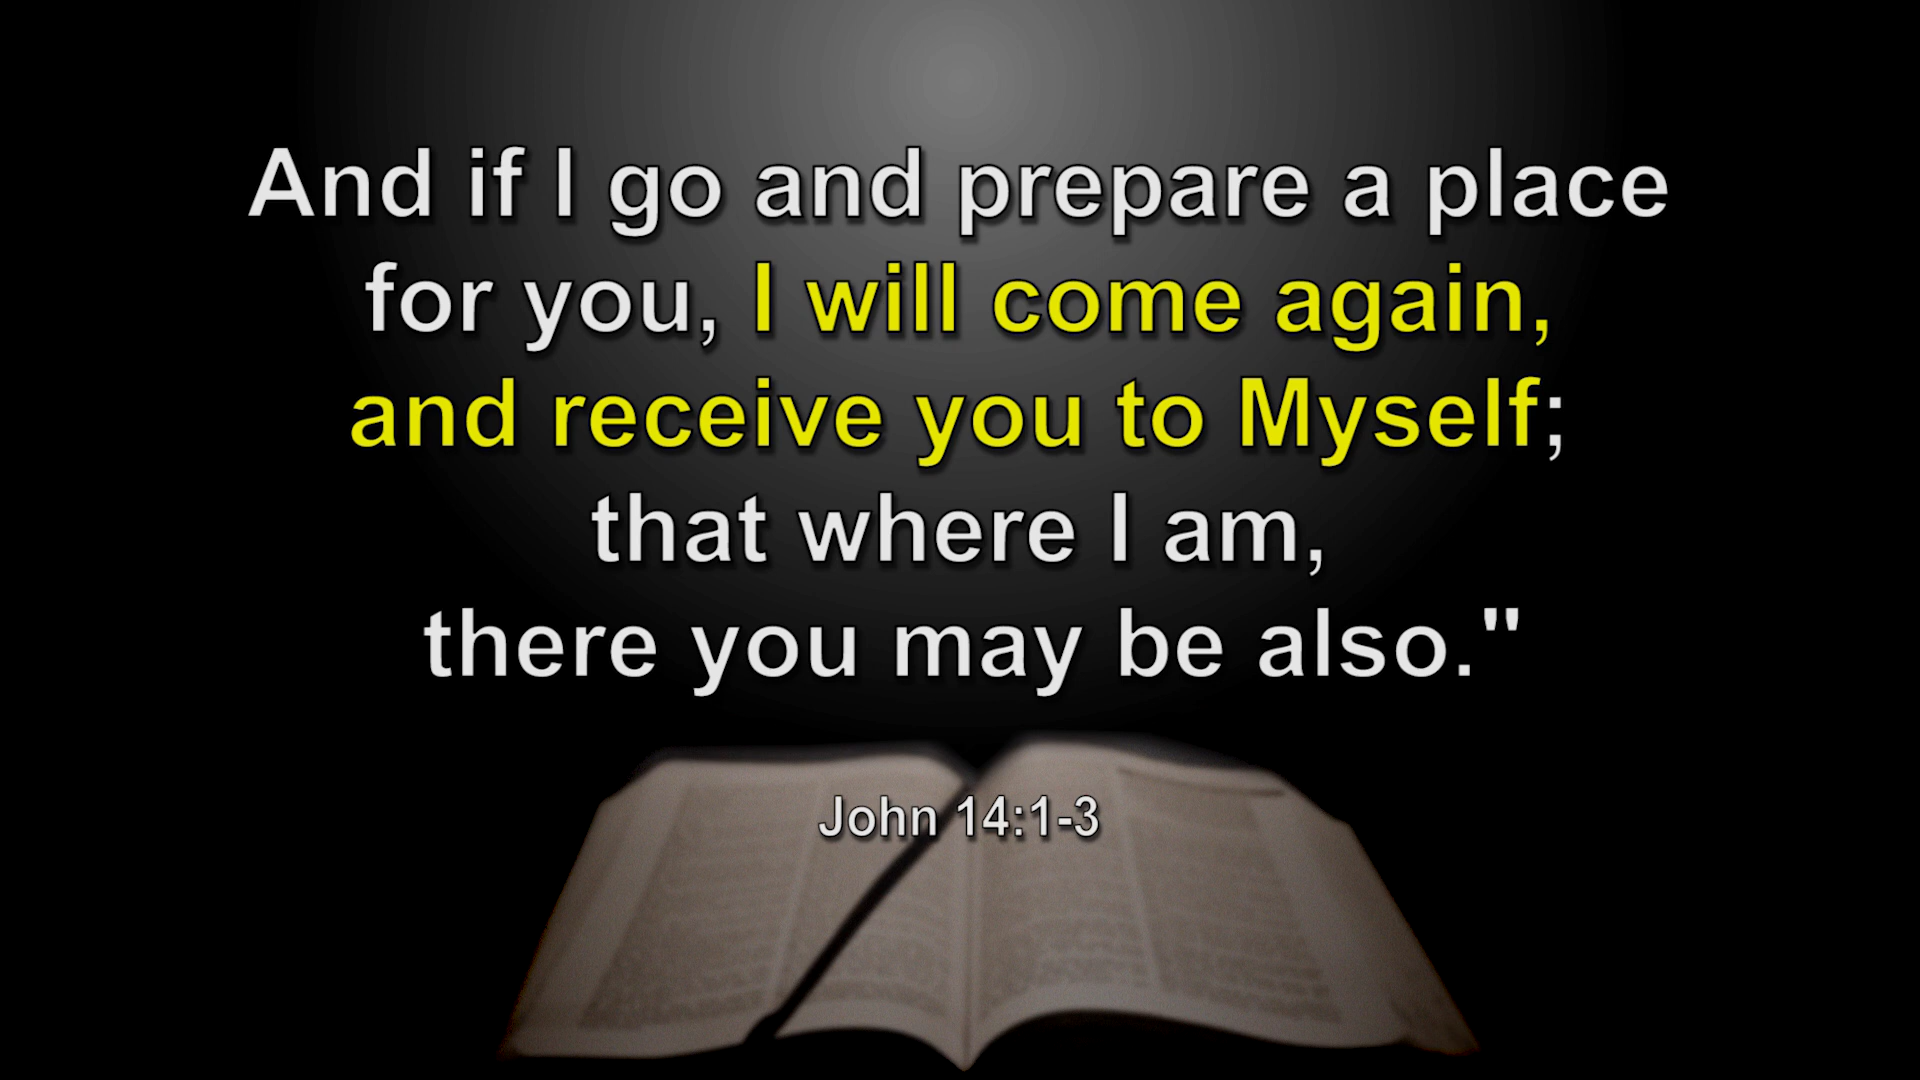 And if I go and prepare a place
for you, I will come again,
and receive you to Myself;
that where I am,
there you may be also."
John 14:1-3